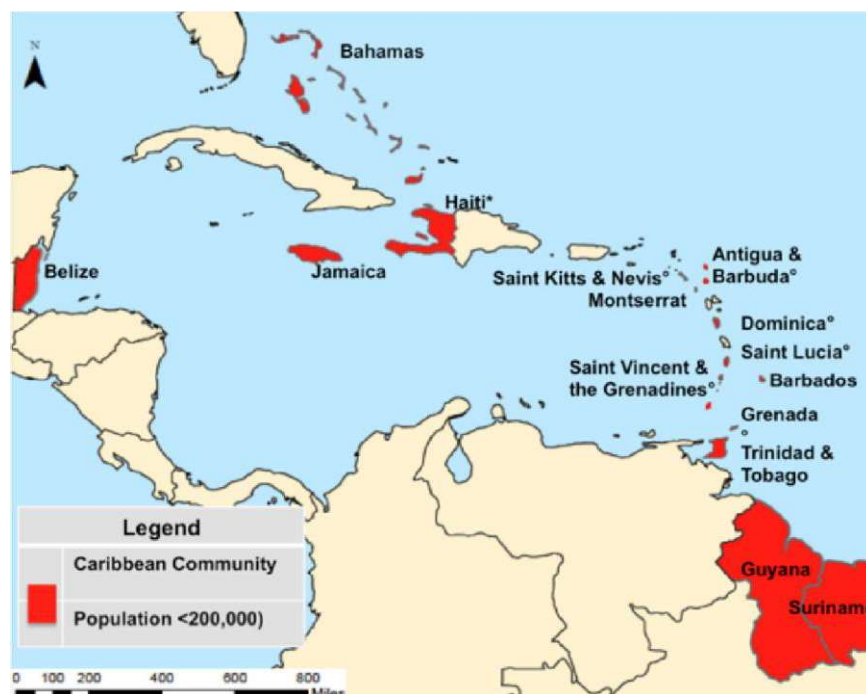 N
Bahamas
Haiti*
Belize
Jamaica
Antigua &
Barbuda°
Saint Kitts & Nevis°
Montserrat
Dominica°
Saint Lucia°
Saint Vincent &
the Grenadines°
Barbados
Grenada
°
Trinidad &
Tobago
Guyana
Surinam
Legend
Caribbean Community
Population <200,000)
0 100 200 400 600 800
Miles